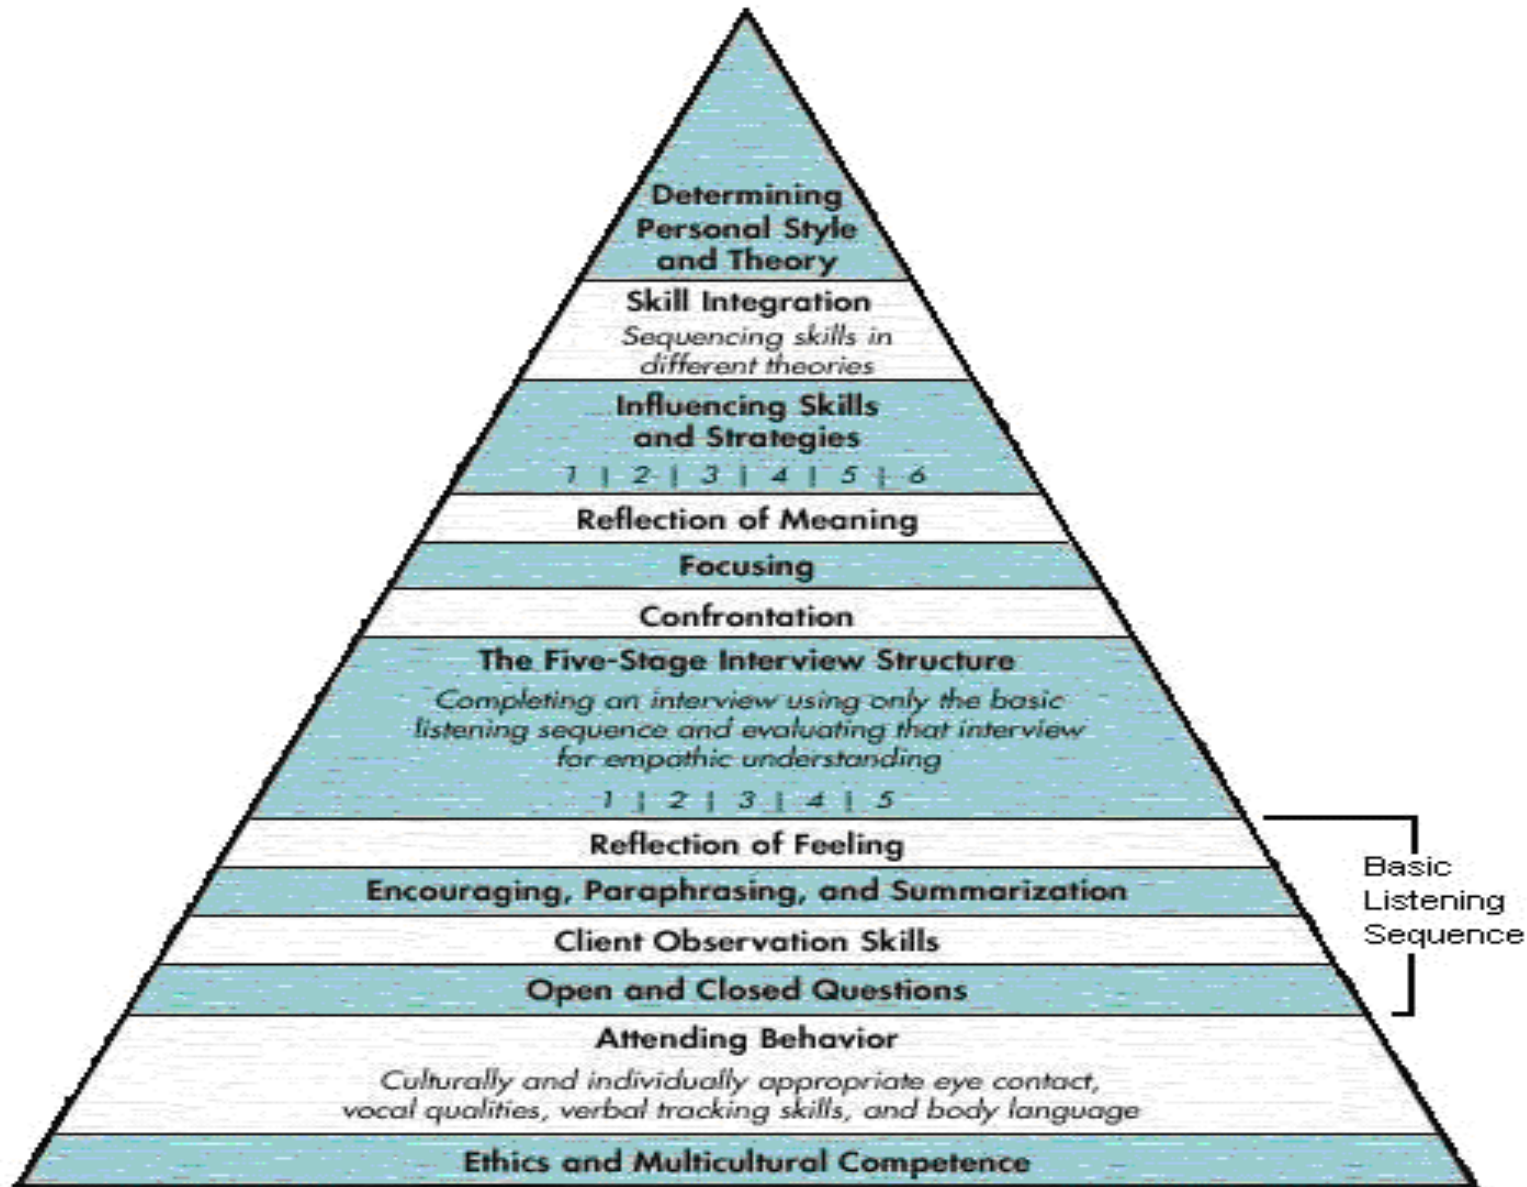 Determining
Personal Style
and Theory
Skill Integration
Sequencing skills in
different theories
Influencing Skills
and Strategies
1 | 2 | 3 | 4 | 5 | 6
Reflection of Meaning
Focusing
Confrontation
The Five-Stage Interview Structure
Completing an interview using only the basic
listening sequence and evaluating that interview
for empathic understanding
1 | 2 | 3 | 4 | 5
Reflection of Feeling
Encouraging, Paraphrasing, and Summarization
Client Observation Skills
Open and Closed Questions
Basic
Listening
Sequence
Attending Behavior
Culturally and individually appropriate eye contact,
vocal qualities, verbal tracking skills, and body language
Ethics and Multicultural Competence